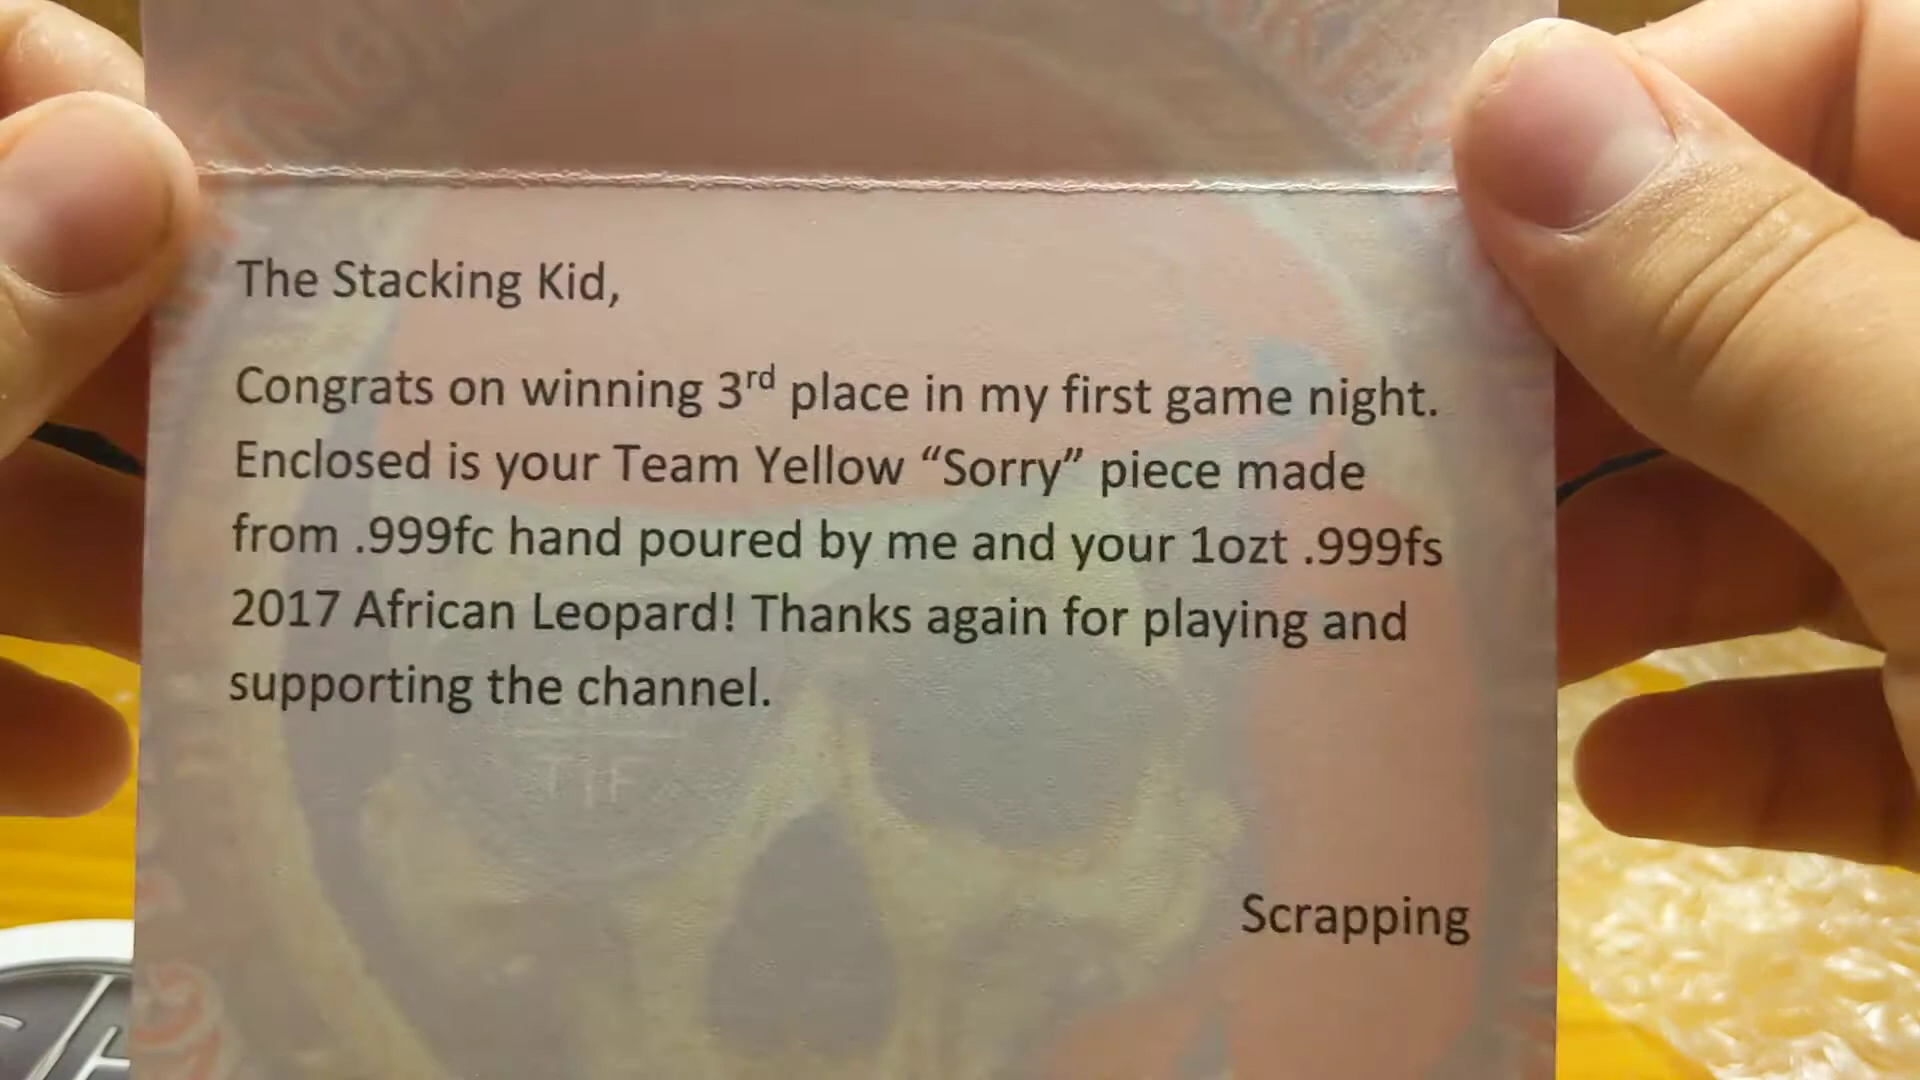 The Stacking Kid,
Congrats on winning 3rd place in my first game night.
Enclosed is your Team Yellow “Sorry” piece made
from .999fc hand poured by me and your 1ozt .999fs
2017 African Leopard! Thanks again for playing and
supporting the channel.
Scrapping